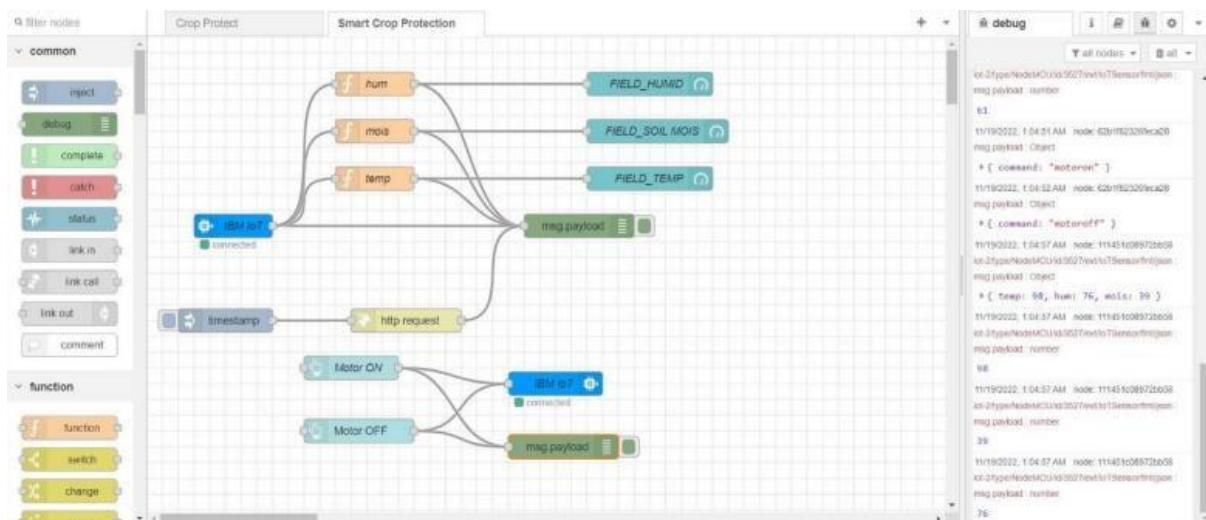 filter nodes
common
inject
debug
complete
catch
status
link in
link call
link out
comment
function
function
switch
change
Crop Protect
Smart Crop Protection
hum
FIELD_HUMID
mois
FIELD_SOIL MOIS
temp
FIELD_TEMP
IBM IoT
connected
msg.payload
timestamp
http request
Motor ON
IBM IoT
connected
Motor OFF
msg.payload
debug
all nodes
all
msg.payload : number
61
11/19/2022, 1:04:51 AM node:
msg.payload : Object
{ command: "motoron" }
11/19/2022, 1:04:52 AM node:
msg.payload : Object
{ command: "motoroff" }
11/19/2022, 1:04:57 AM node:
msg.payload : Object
{ temp: 98, hum: 76, mois: 39 }
11/19/2022, 1:04:57 AM node:
msg.payload : number
98
11/19/2022, 1:04:57 AM node:
msg.payload : number
39
11/19/2022, 1:04:57 AM node:
msg.payload : number
76